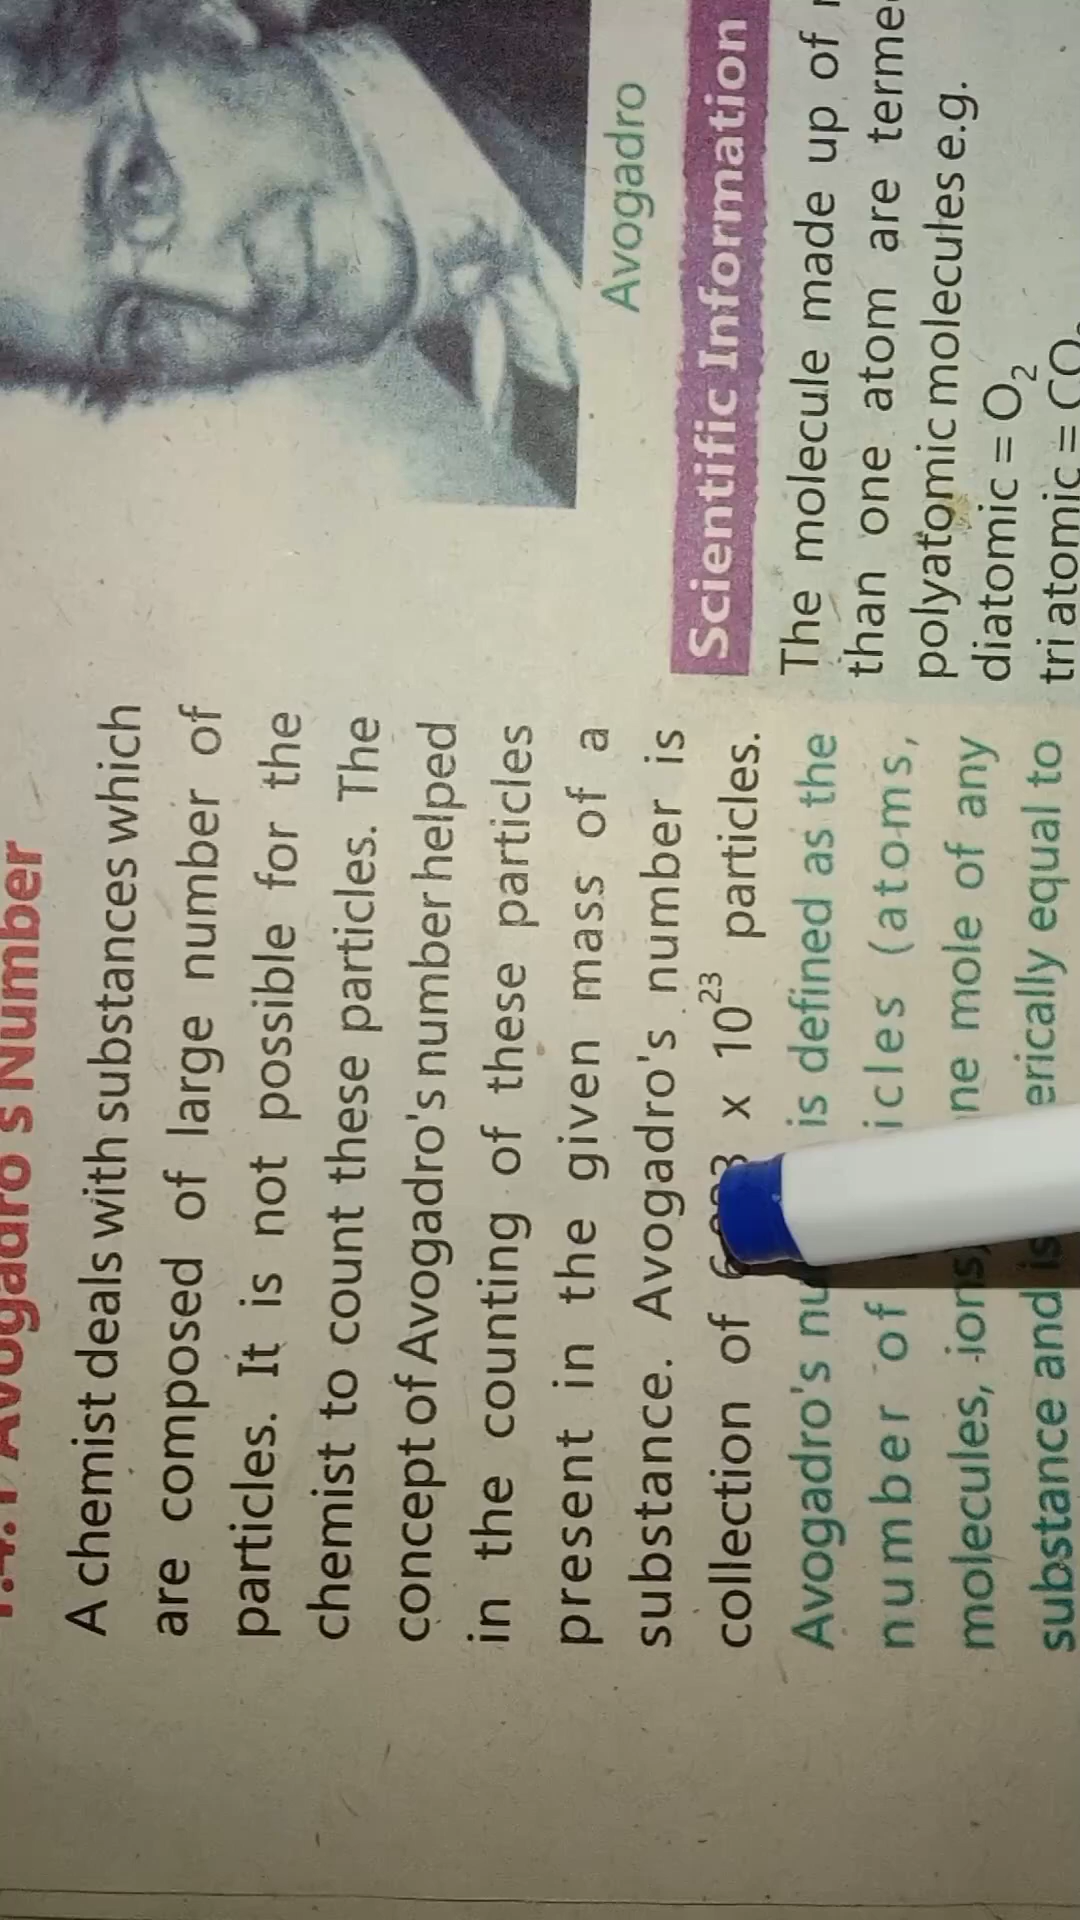 Avogadro's Number
A chemist deals with substances which
are composed of large number of
particles. It is not possible for the
chemist to count these particles. The
concept of Avogadro's number helped
in the counting of these particles
present in the given mass of a
substance. Avogadro's number is
collection of x 10²³ particles.
Avogadro's is defined as the
number of (atoms,
molecules, ions) mole of any
substance and is equal to
Avogadro
Scientific Information
The molecule made up of
than one atom are
polyatomic molecules e.g.
diatomic = O₂
tri atomic =